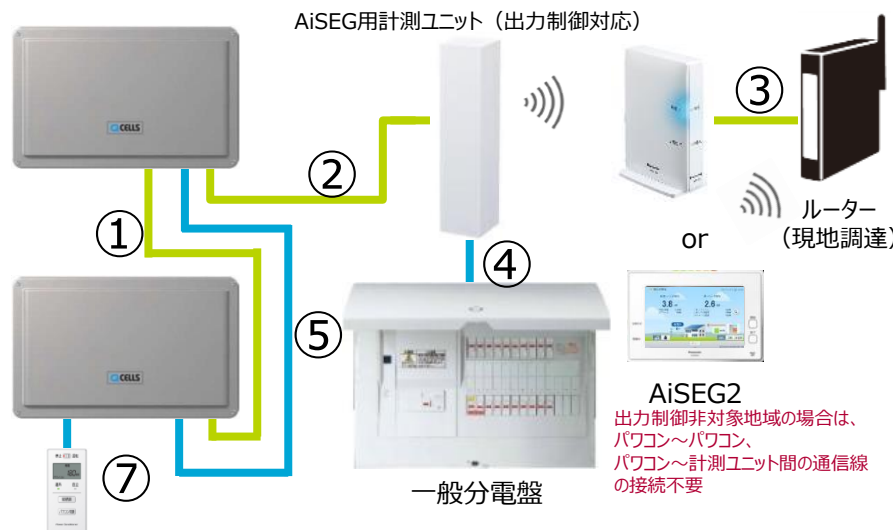 AiSEG用計測ユニット（出力制御対応）
CELLS
②
③
①
ルーター
（現地調達）
or
④
⑤
3.8
2.6
CELLS
AiSEG2
出力制御非対象地域の場合は、
パワコン～パワコン、
パワコン～計測ユニット間の通信線
の接続不要
⑦
一般分電盤